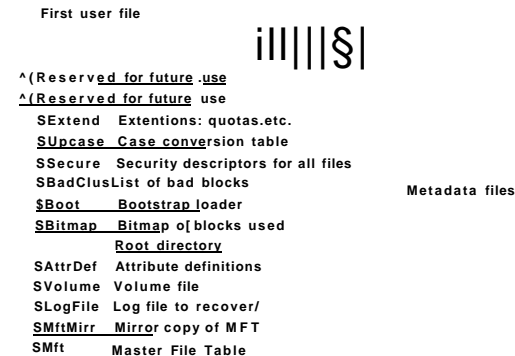 First user file
ill|||§|
^(Reserved for future .use
^(Reserved for future use
SExtend Extentions: quotas.etc.
SUpcase Case conversion table
SSecure Security descriptors for all files
SBadClusList of bad blocks
Metadata files
$Boot Bootstrap loader
SBitmap Bitmap o[ blocks used
Root directory
SAttrDef Attribute definitions
SVolume Volume file
SLogFile Log file to recover/
SMftMirr Mirror copy of MFT
SMft Master File Table